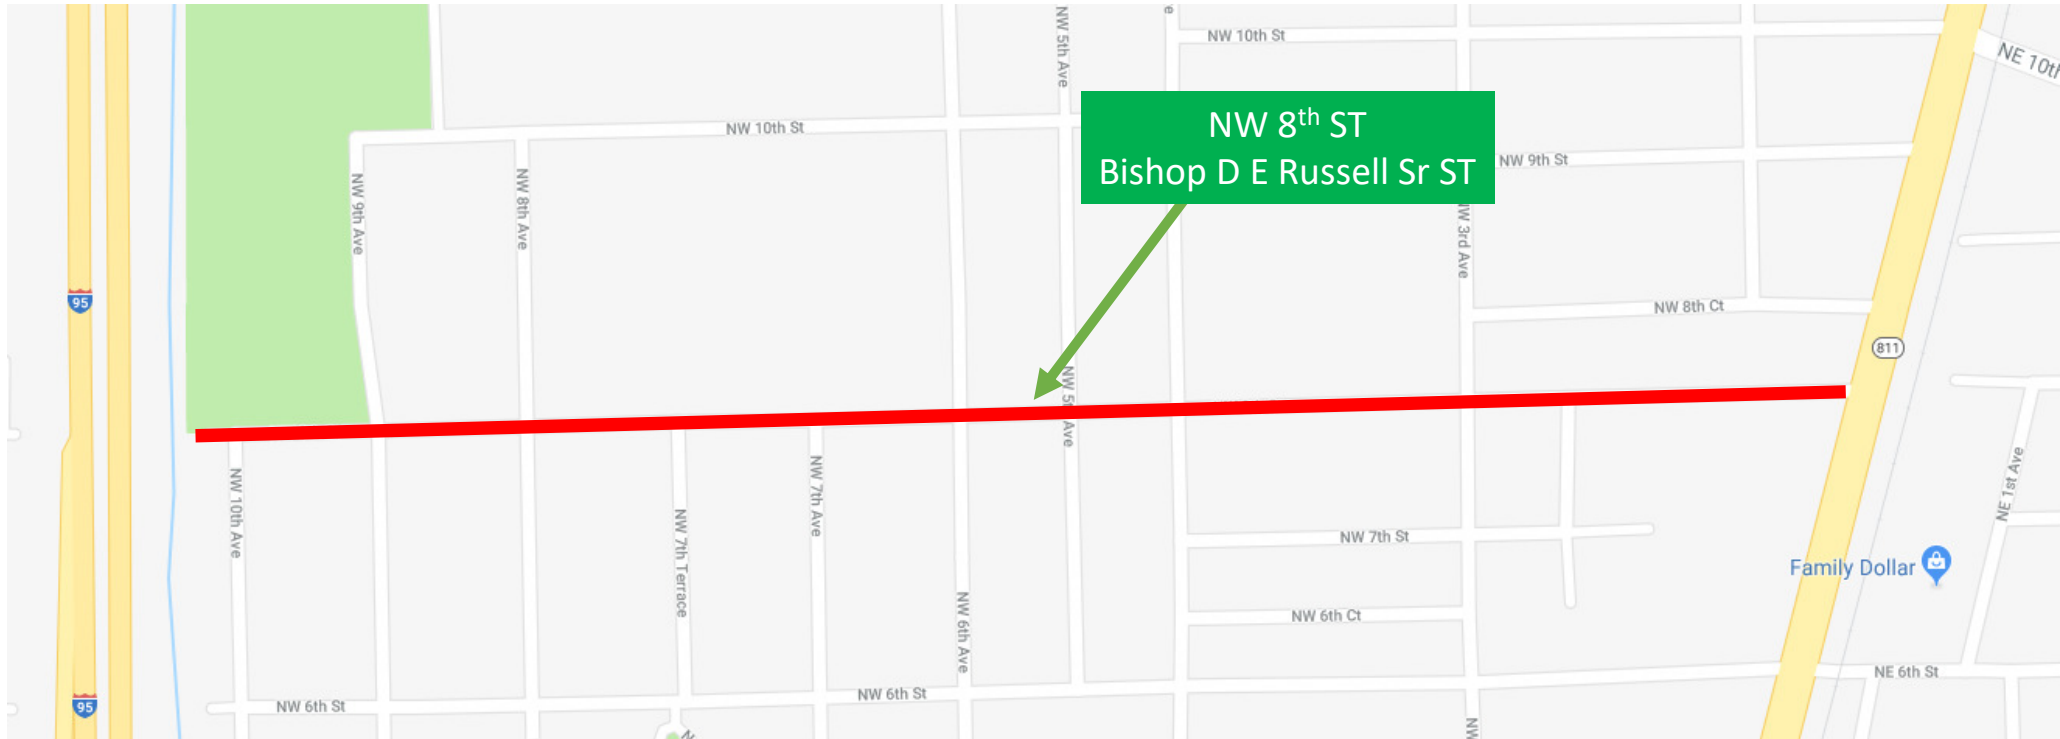 NW 5th Ave
e
NW 10th St
NE 10th
NW 10th St
NW 8th ST
Bishop D E Russell Sr ST
NW 9th St
NW 9th Ave
NW 8th Ave
NW 3rd Ave
95
NW 8th Ct
811
NW 5th Ave
NW 10th Ave
NW 7th Ave
NE 1st Ave
NW 7th Terrace
NW 7th St
Family Dollar
NW 6th Ave
NW 6th Ct
NE 6th St
NW 6th St
NW 6th St
95
NW